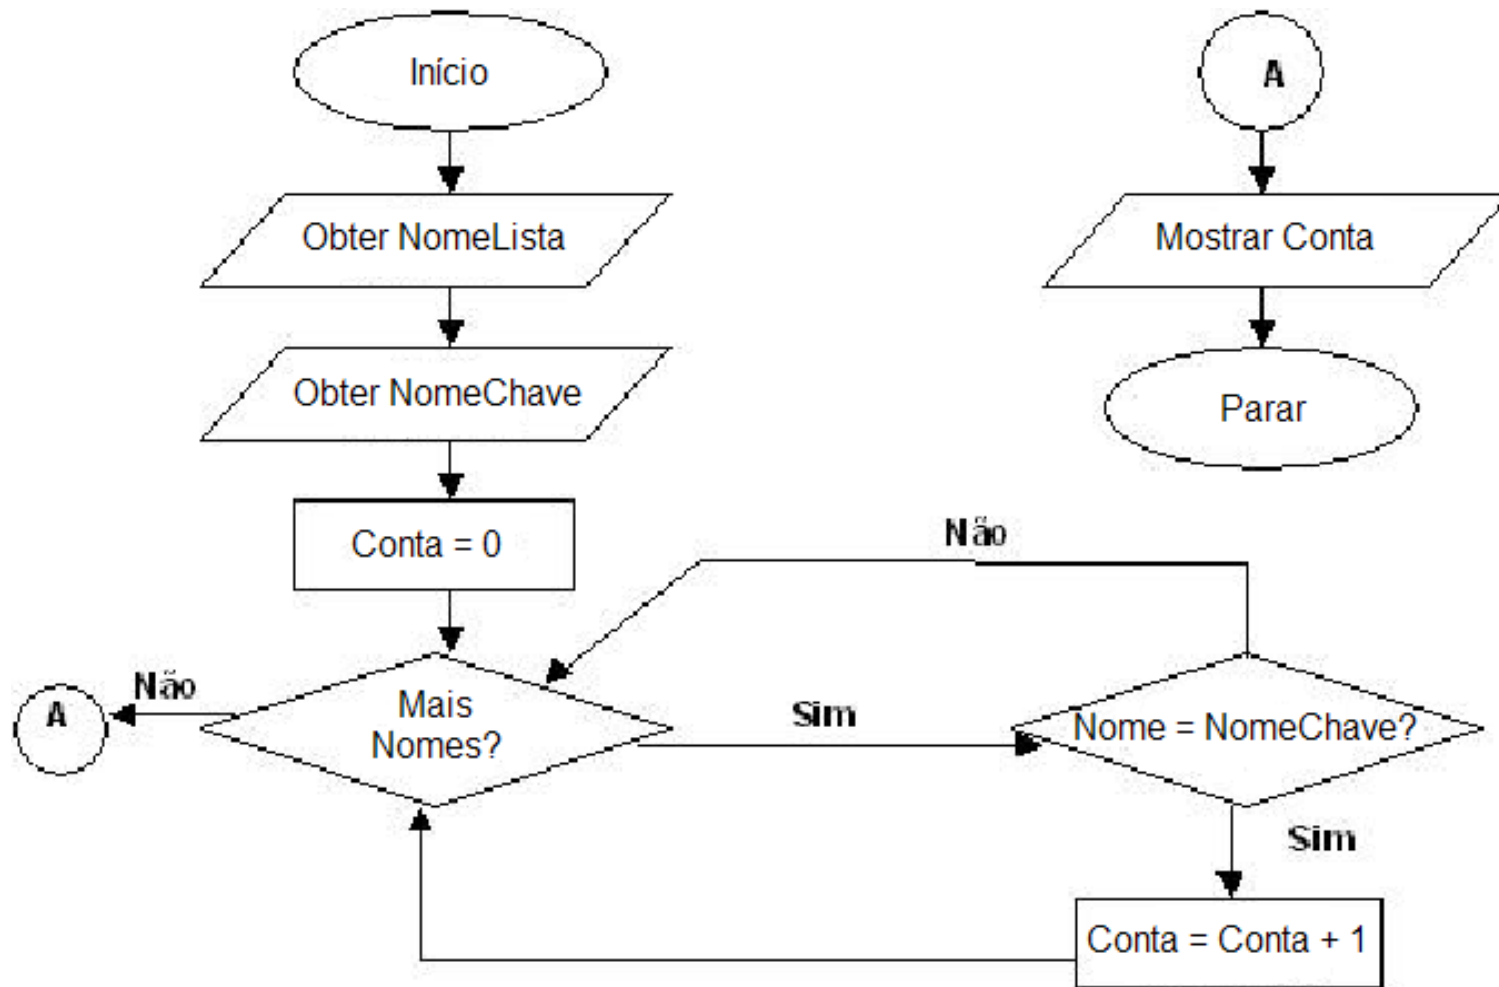 Início
Obter NomeLista
Obter NomeChave
Conta = 0
Mais
Nomes?
Não
A
Sim
Nome = NomeChave?
Não
Sim
Conta = Conta + 1
A
Mostrar Conta
Parar